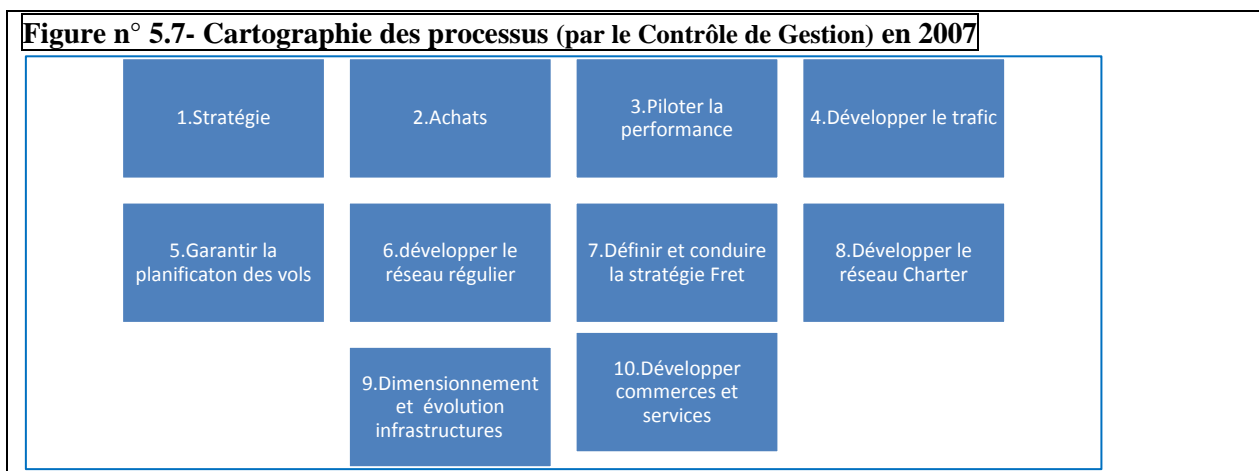 Figure n° 5.7- Cartographie des processus (par le Contrôle de Gestion) en 2007
1.Stratégie
2.Achats
3.Piloter la
performance
4.Développer le trafic
5.Garantir la
planificaton des vols
6.développer le
réseau régulier
7.Définir et conduire
la stratégie Fret
8.Développer le
réseau Charter
9.Dimensionnement
et évolution
infrastructures
10.Développer
commerces et
services